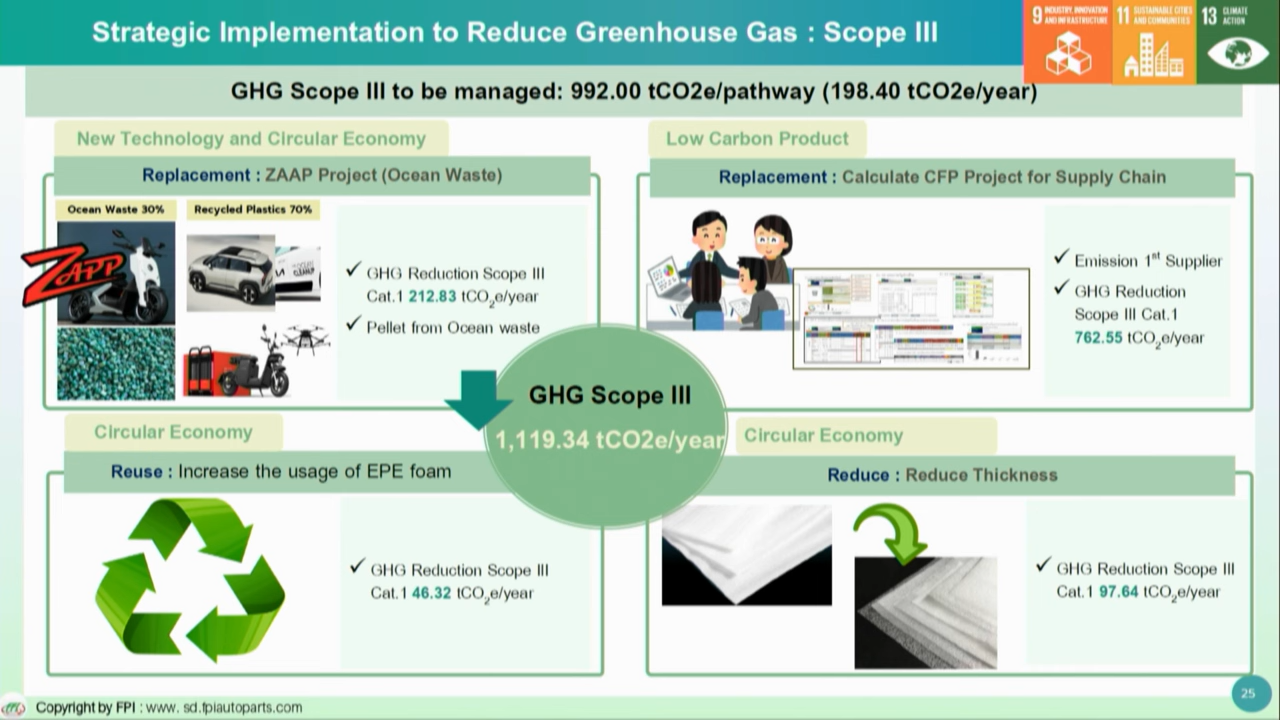 Strategic Implementation to Reduce Greenhouse Gas : Scope III
9 INDUSTRY, INNOVATION AND INFRASTRUCTURE
11 SUSTAINABLE CITIES AND COMMUNITIES
13 CLIMATE ACTION
GHG Scope III to be managed: 992.00 tCO2e/pathway (198.40 tCO2e/year)
New Technology and Circular Economy
Replacement : ZAAP Project (Ocean Waste)
Ocean Waste 30%
Recycled Plastics 70%
ZAPP
✓ GHG Reduction Scope III
Cat.1 212.83 tCO2e/year
✓ Pellet from Ocean waste
Low Carbon Product
Replacement : Calculate CFP Project for Supply Chain
✓ Emission 1st Supplier
✓ GHG Reduction
Scope III Cat.1
762.55 tCO2e/year
GHG Scope III
1,119.34 tCO2e/year
Circular Economy
Reuse : Increase the usage of EPE foam
✓ GHG Reduction Scope III
Cat.1 46.32 tCO2e/year
Circular Economy
Reduce : Reduce Thickness
✓ GHG Reduction Scope III
Cat.1 97.64 tCO2e/year
Copyright by FPI : www. sd.fpiautoparts.com
25